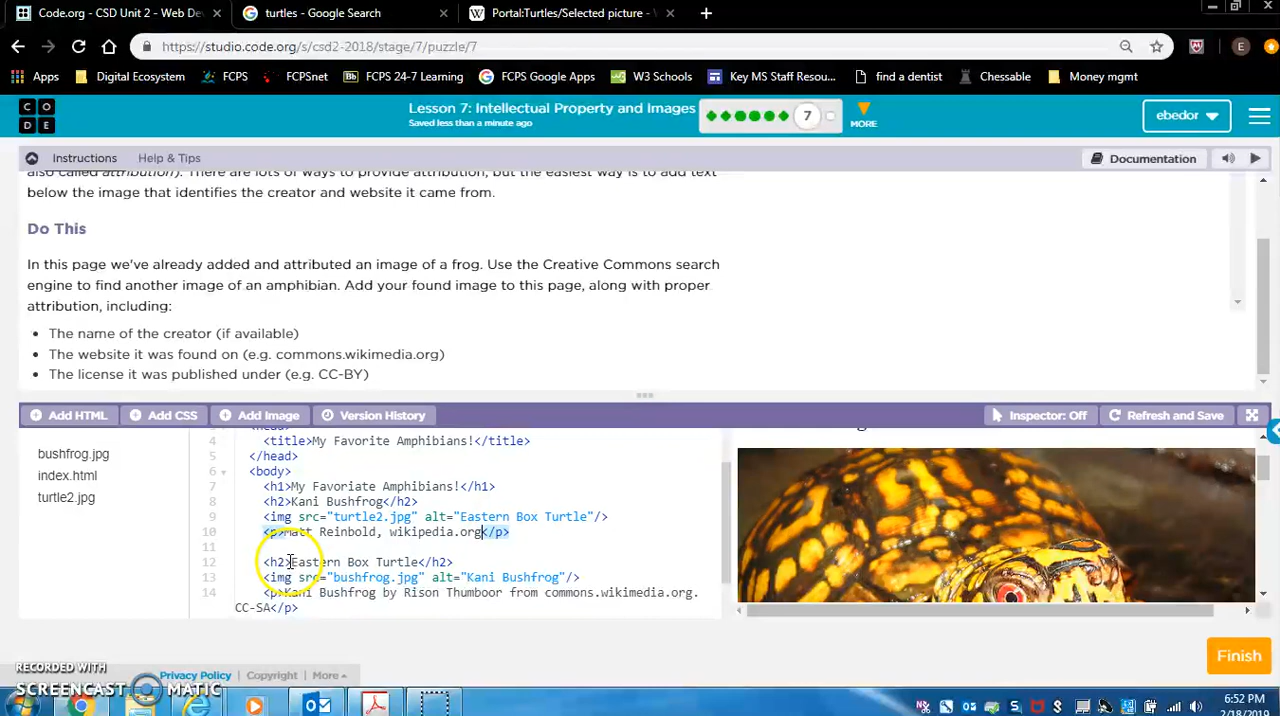 Code.org - CSD Unit 2 - Web Dev
turtles - Google Search
Portal:Turtles/Selected picture -
https://studio.code.org/s/csd2-2018/stage/7/puzzle/7
E
Apps
Digital Ecosystem
FCPS
FCPSnet
Bb FCPS 24-7 Learning
FCPS Google Apps
W3 Schools
Key MS Staff Resou...
find a dentist
Chessable
Money mgmt
C O
D E
Lesson 7: Intellectual Property and Images
Saved less than a minute ago
7
MORE
ebedor
Instructions
Help & Tips
Documentation
also called attribution). There are lots of ways to provide attribution, but the easiest way is to add text
below the image that identifies the creator and website it came from.
Do This
In this page we've already added and attributed an image of a frog. Use the Creative Commons search
engine to find another image of an amphibian. Add your found image to this page, along with proper
attribution, including:
• The name of the creator (if available)
• The website it was found on (e.g. commons.wikimedia.org)
• The license it was published under (e.g. CC-BY)
Add HTML
Add CSS
Add Image
Version History
Inspector: Off
Refresh and Save
bushfrog.jpg
index.html
turtle2.jpg
<head>
4 <title>My Favorite Amphibians!</title>
5 </head>
6 <body>
7 <h1>My Favoriate Amphibians!</h1>
8 <h2>Kani Bushfrog</h2>
9 <img src="turtle2.jpg" alt="Eastern Box Turtle"/>
10 <p>Matt Reinbold, wikipedia.org</p>
11
12 <h2>Eastern Box Turtle</h2>
13 <img src="bushfrog.jpg" alt="Kani Bushfrog"/>
14 <p>Kani Bushfrog by Rison Thumboor from commons.wikimedia.org.
CC-SA</p>
Finish
RECORDED WITH
SCREENCAST MATIC
Privacy Policy
Copyright
More
6:52 PM
2/18/2019